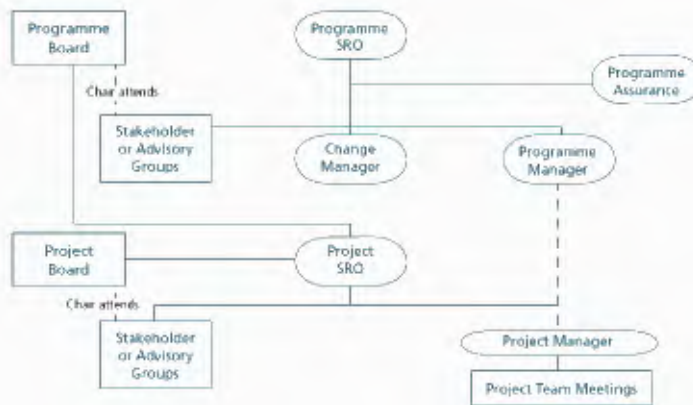 Programme
Board
Programme
SRO
Programme
Assurance
Chair attends
Stakeholder
or Advisory
Groups
Change
Manager
Programme
Manager
Project
Board
Project
SRO
Chair attends
Stakeholder
or Advisory
Groups
Project Manager
Project Team Meetings